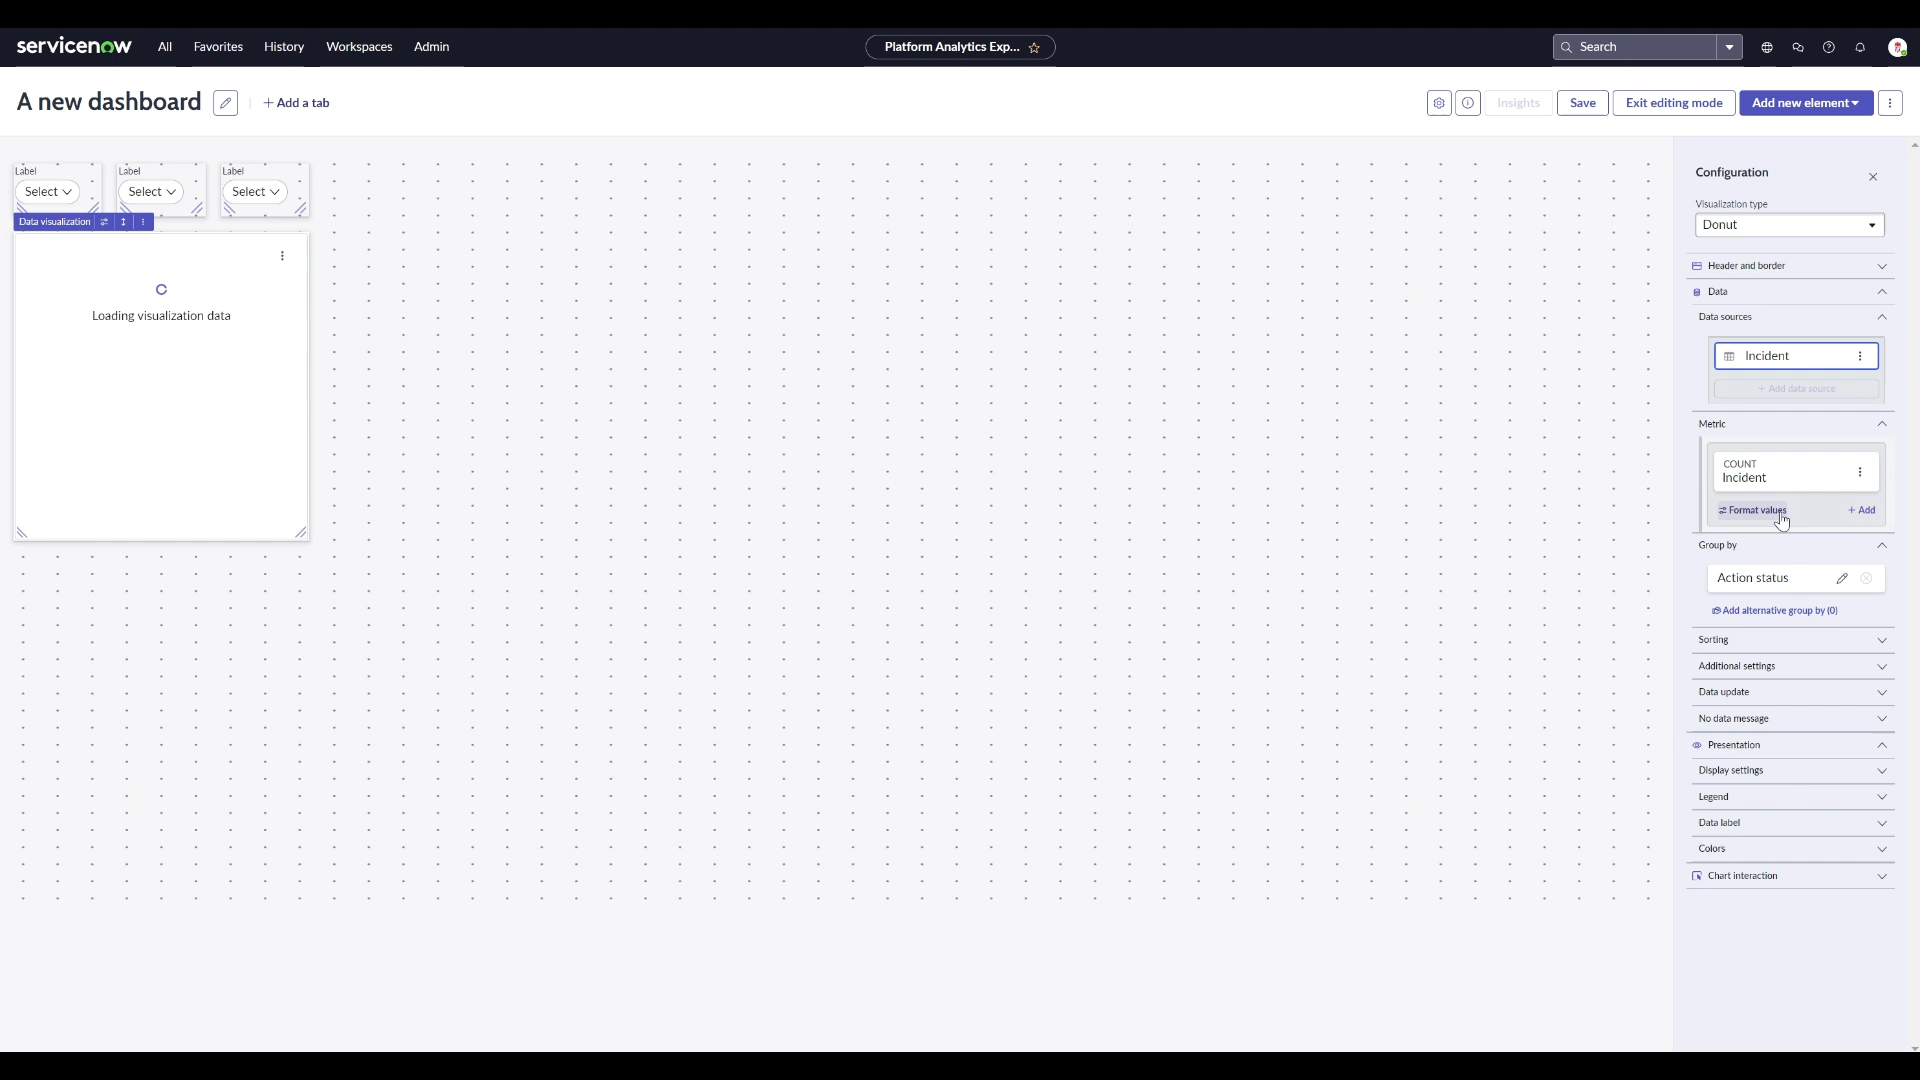 servicenow All Favorites History Workspaces Admin Platform Analytics Exp... Search
A new dashboard + Add a tab Insights Save Exit editing mode Add new element
Label Label Label
Select Select Select
Data visualization
Loading visualization data
Configuration
Visualization type
Donut
Header and border
Data
Data sources
Incident
+ Add data source
Metric
COUNT
Incident
Format values + Add
Group by
Action status
Add alternative group by (0)
Sorting
Additional settings
Data update
No data message
Presentation
Display settings
Legend
Data label
Colors
Chart interaction